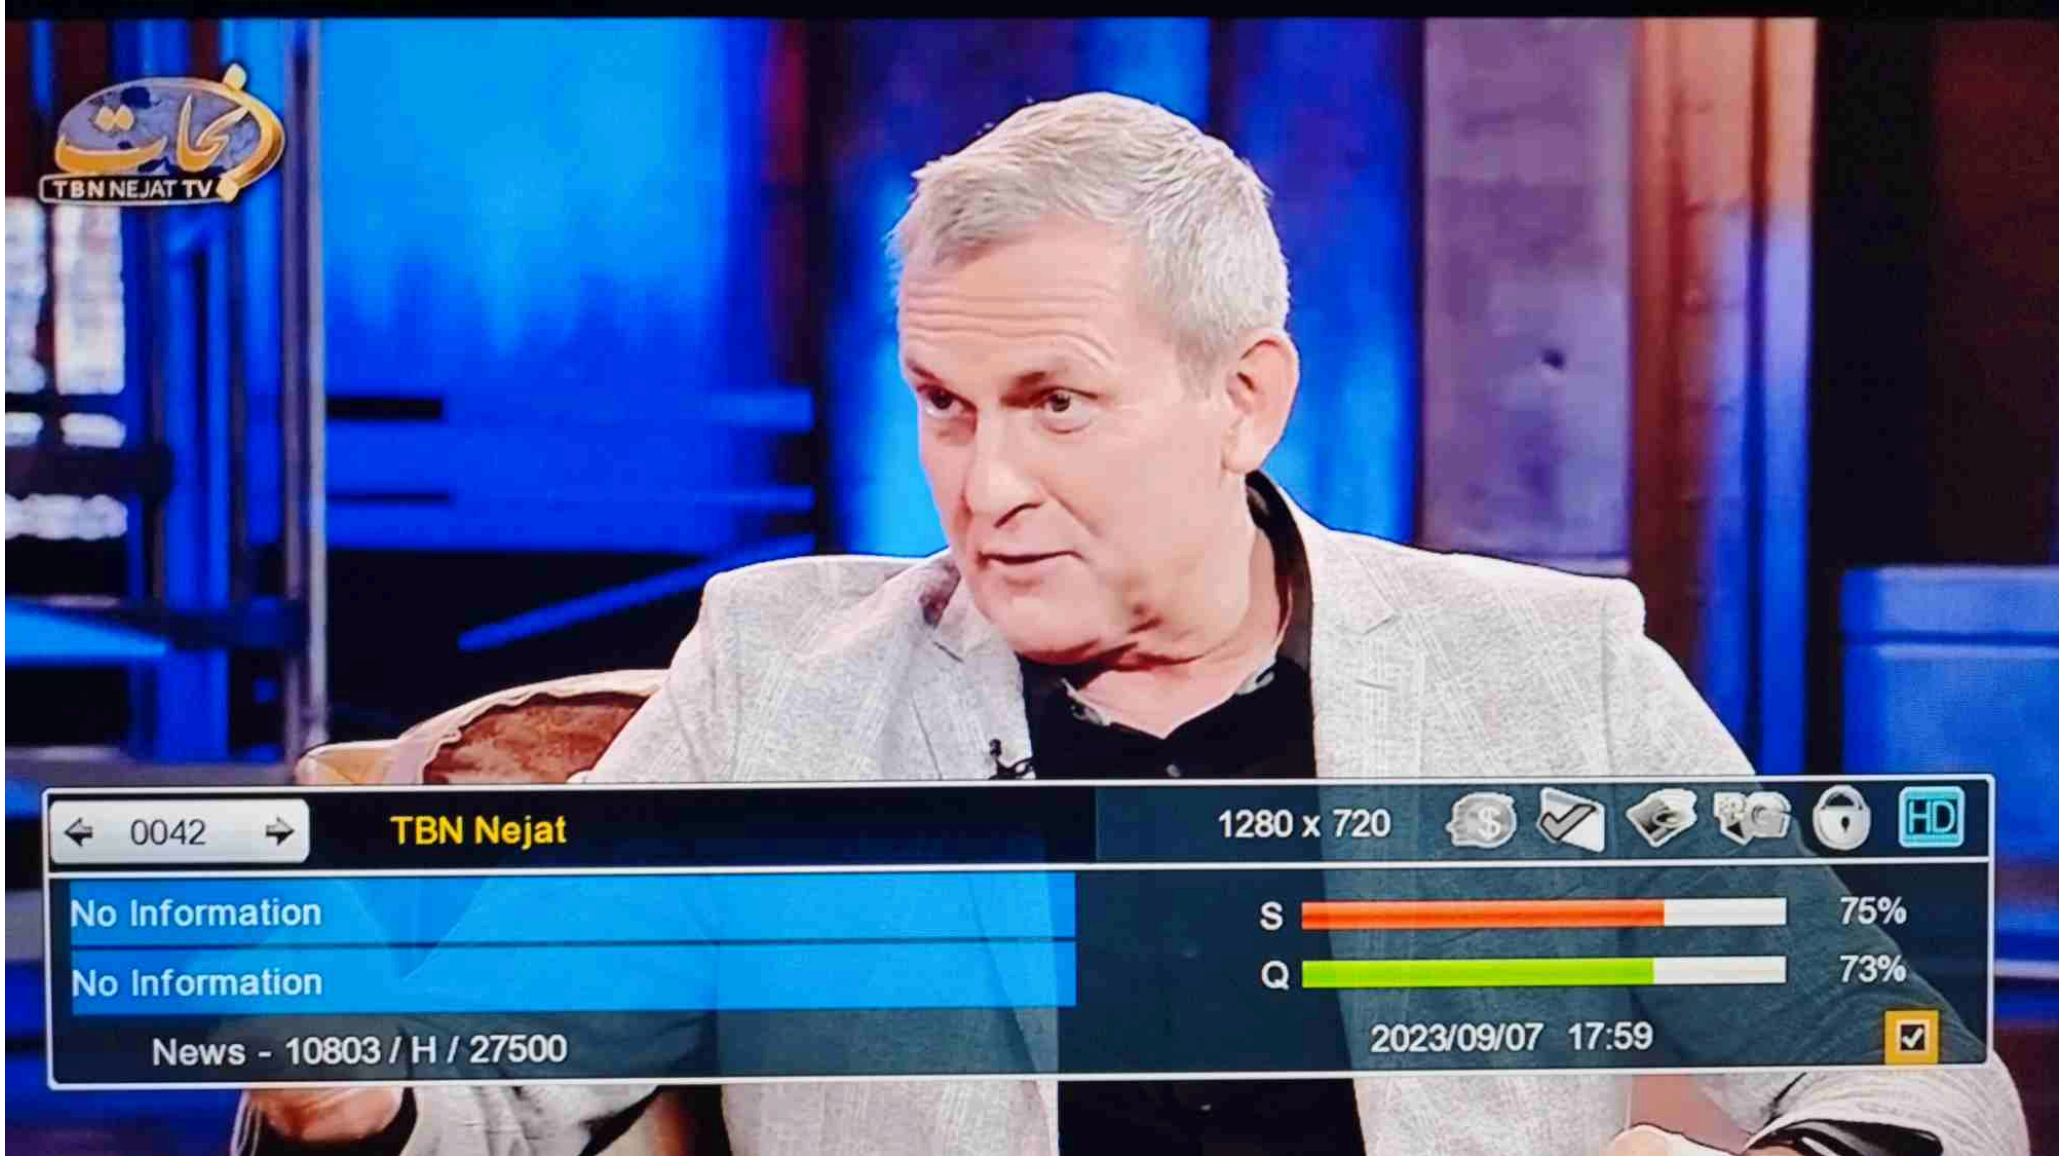 نجات
TBN NEJAT TV
0042
TBN Nejat
1280 x 720
$
HD
No Information
S
75%
No Information
Q
73%
News - 10803 / H / 27500
2023/09/07 17:59